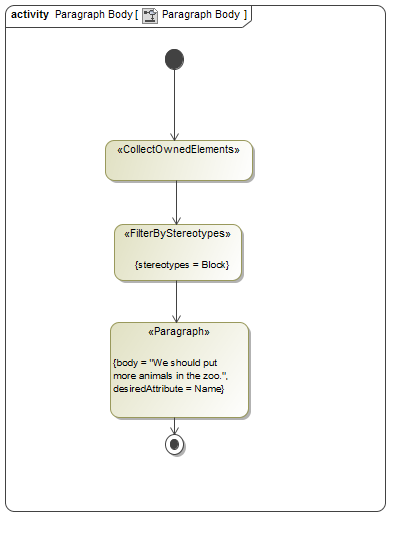 activity Paragraph Body [ Paragraph Body ]
«CollectOwnedElements»
«FilterByStereotypes»
{stereotypes = Block}
«Paragraph»
{body = "We should put
more animals in the zoo.",
desiredAttribute = Name}